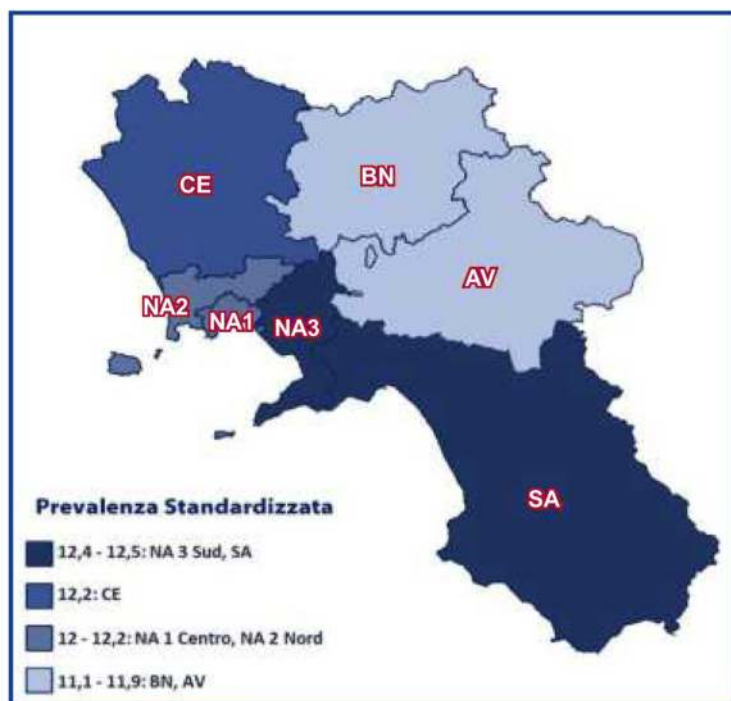 CE
BN
AV
NA2
NA1
NA3
SA
Prevalenza Standardizzata
12,4 - 12,5: NA 3 Sud, SA
12,2: CE
12 - 12,2: NA 1 Centro, NA 2 Nord
11,1 - 11,9: BN, AV